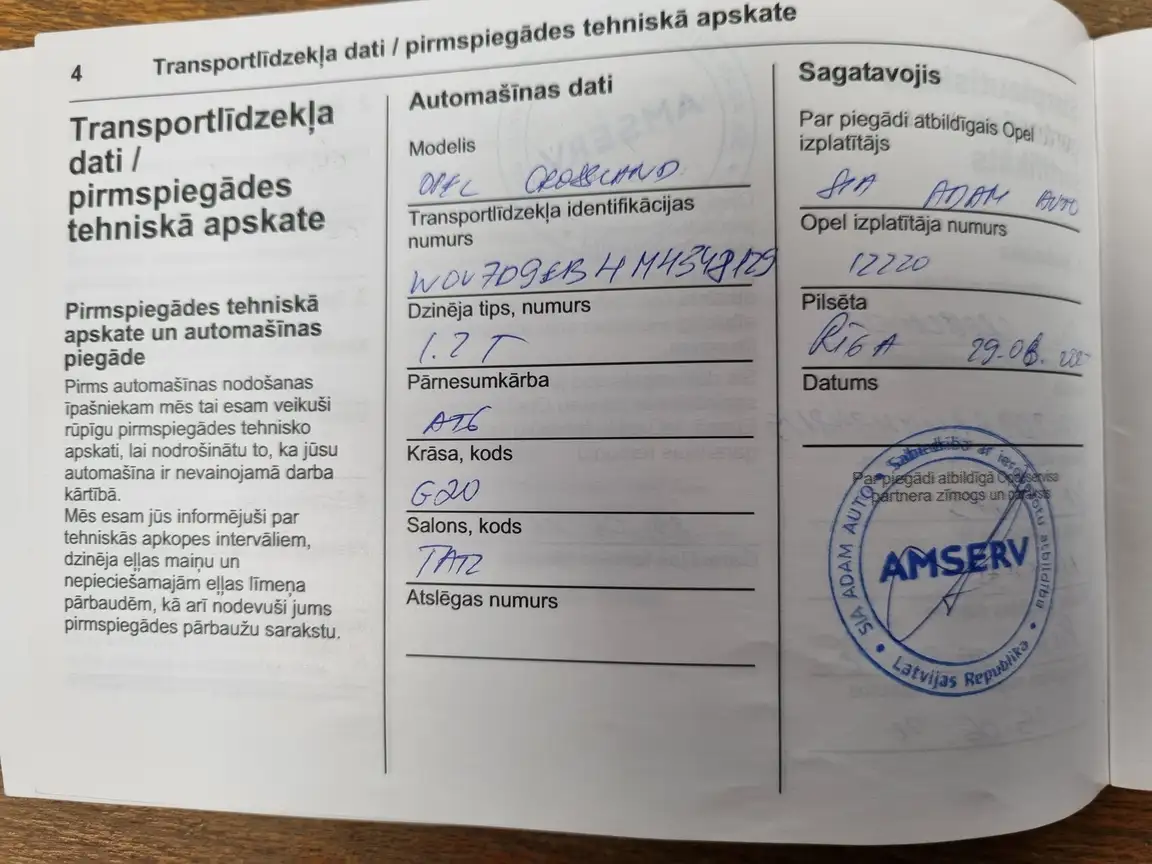 4
Transportlīdzekļa dati / pirmspiegādes tehniskā apskate
Transportlīdzekļa
dati /
pirmspiegādes
tehniskā apskate
Pirmspiegādes tehniskā
apskate un automašīnas
piegāde
Pirms automašīnas nodošanas
īpašniekam mēs tai esam veikuši
rūpīgu pirmspiegādes tehnisko
apskati, lai nodrošinātu to, ka jūsu
automašīna ir nevainojamā darba
kārtībā.
Mēs esam jūs informējuši par
tehniskās apkopes intervāliem,
dzinēja eļļas maiņu un
nepieciešamajām eļļas līmeņa
pārbaudēm, kā arī nodevuši jums
pirmspiegādes pārbaužu sarakstu.
Automašīnas dati
Modelis
OPEL CROSSLAND
Transportlīdzekļa identifikācijas
numurs
Dzinēja tips, numurs
1.2 T
Pārnesumkārba
AT6
Krāsa, kods
G20
Salons, kods
Atslēgas numurs
Sagatavojis
Par piegādi atbildīgais Opel
izplatītājs
SIA ADAM AUTO
Opel izplatītāja numurs
12220
Pilsēta
RĪGA
Datums
Par piegādi atbildīgā
partnera zīmogs un paraksts
SIA ADAM AUTO • Sabiedrība ar ierobežotu atbildību •
AMSERV
Latvijas Republika